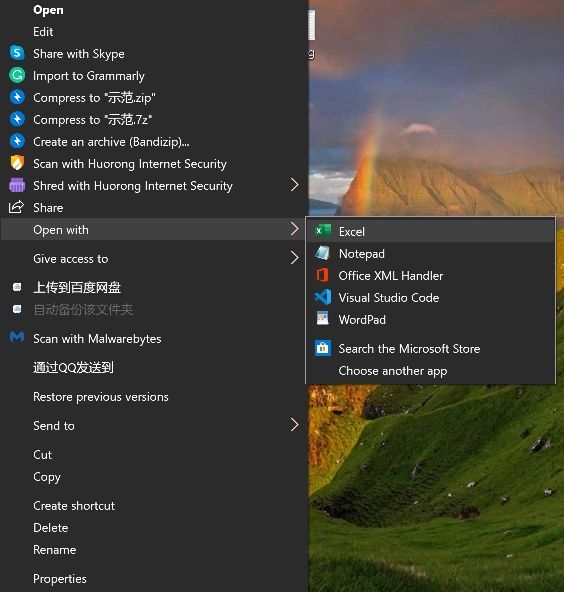 Open
Edit
Share with Skype
Import to Grammarly
Compress to "示范.zip"
Compress to "示范.7z"
Create an archive (Bandizip)...
Scan with Huorong Internet Security
Shred with Huorong Internet Security
Share
Open with
Give access to
上传到百度网盘
自动备份该文件夹
Scan with Malwarebytes
通过QQ发送到
Restore previous versions
Send to
Cut
Copy
Create shortcut
Delete
Rename
Properties
Excel
Notepad
Office XML Handler
Visual Studio Code
WordPad
Search the Microsoft Store
Choose another app